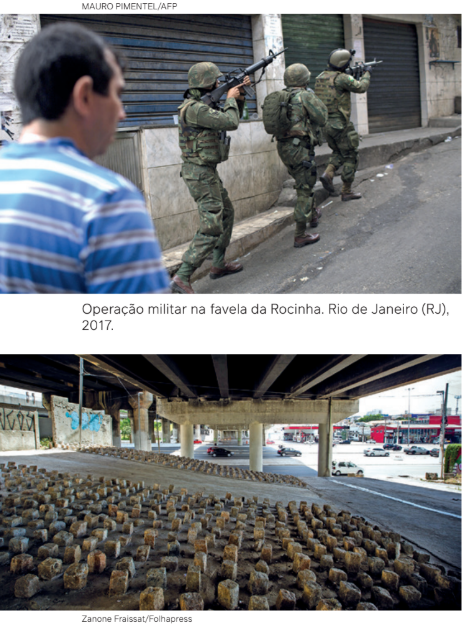 MAURO PIMENTEL/AFP
Operação militar na favela da Rocinha. Rio de Janeiro (RJ),
2017.
Zanone Fraissat/Folhapress